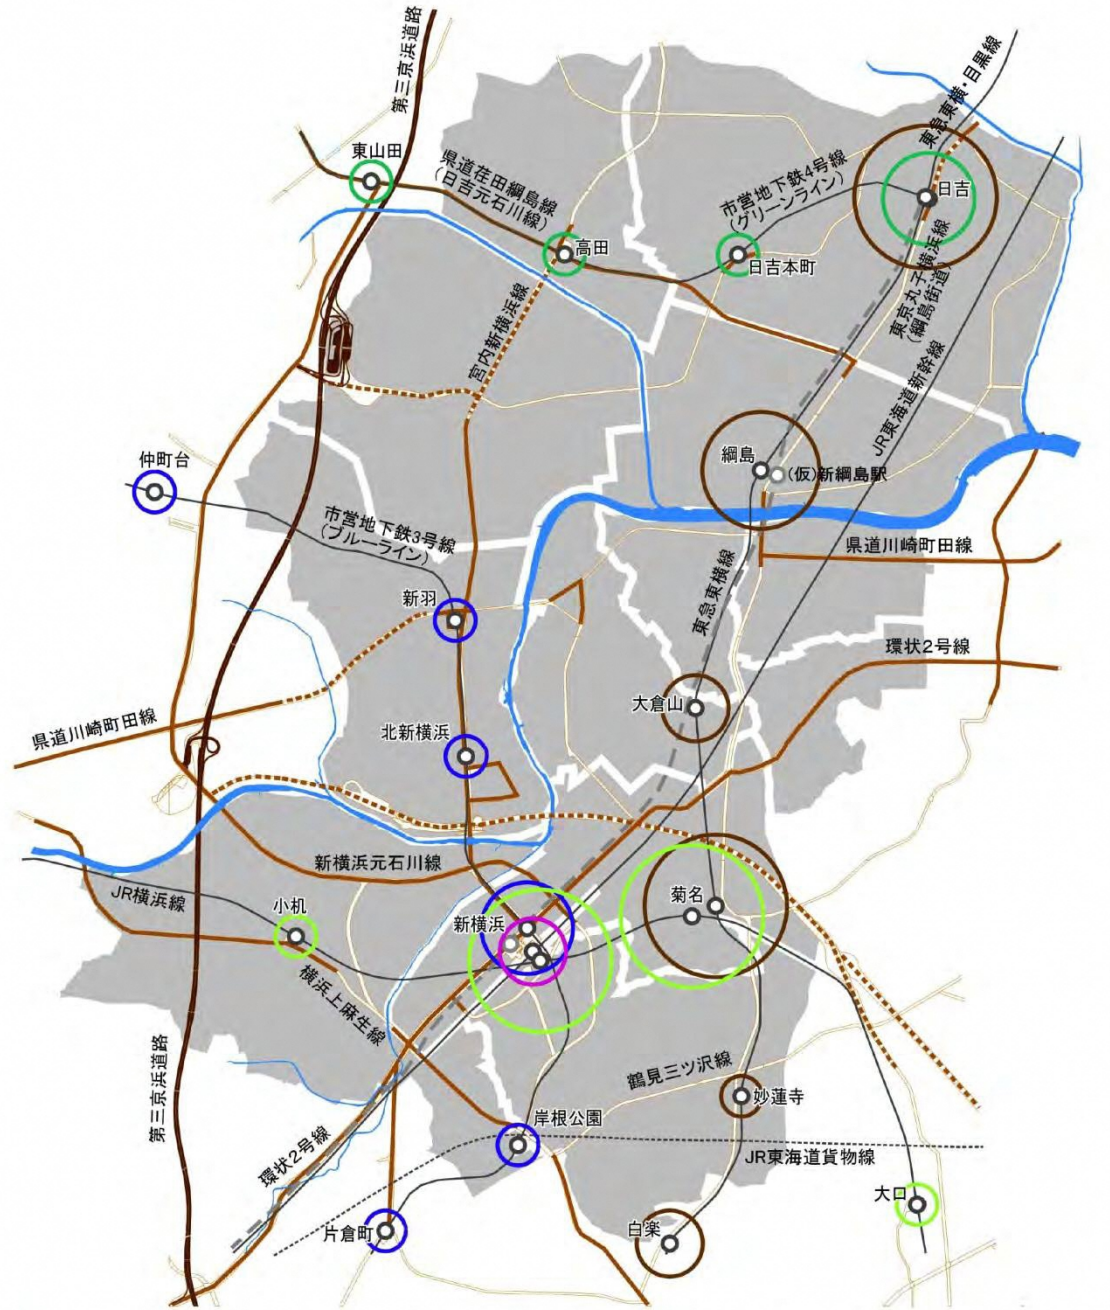 第三京浜道路
東急東横・目黒線
東山田
県道荏田綱島線
(日吉元石川線)
市営地下鉄4号線
(グリーンライン)
日吉
高田
日吉本町
東京丸子横浜線
(綱島街道)
宮内新横浜線
JR東海道新幹線
仲町台
綱島
(仮)新綱島駅
市営地下鉄3号線
(ブルーライン)
県道川崎町田線
新羽
東急東横線
環状2号線
大倉山
県道川崎町田線
北新横浜
新横浜元石川線
JR横浜線
小机
新横浜
菊名
横浜上麻生線
第三京浜道路
鶴見三ツ沢線
妙蓮寺
岸根公園
JR東海道貨物線
環状2号線
大口
片倉町
白楽